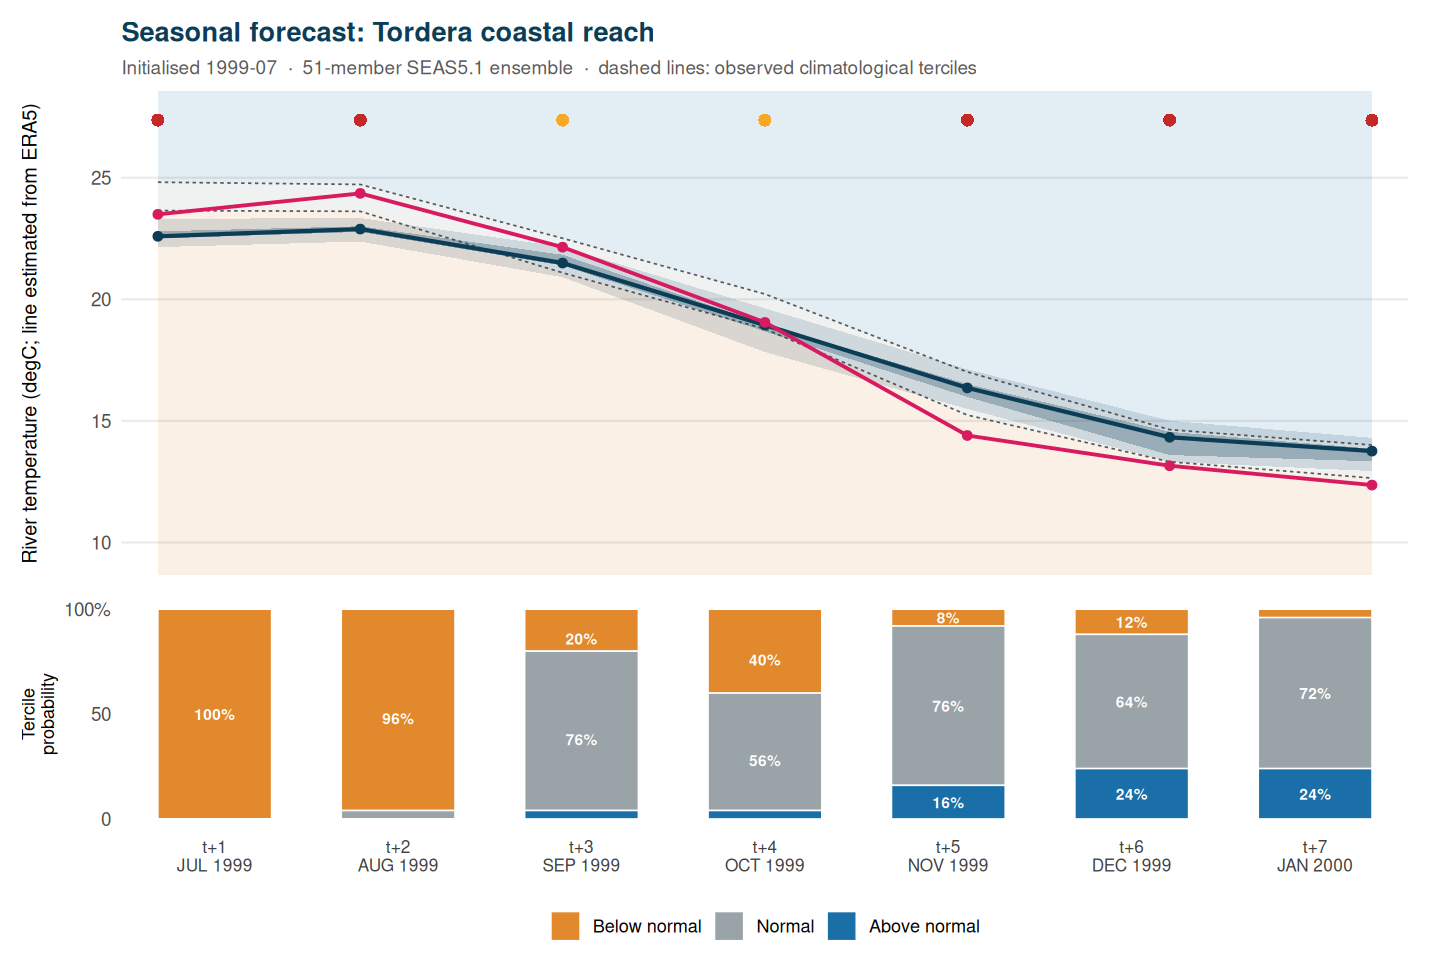 Seasonal forecast: Tordera coastal reach
Initialised 1999-07 · 51-member SEAS5.1 ensemble · dashed lines: observed climatological terciles
River temperature (degC; line estimated from ERA5)
25
20
15
10
Tercile
probability
100%
50
0
100%
96%
20%
76%
40%
56%
8%
76%
16%
12%
64%
24%
72%
24%
t+1
JUL 1999
t+2
AUG 1999
t+3
SEP 1999
t+4
OCT 1999
t+5
NOV 1999
t+6
DEC 1999
t+7
JAN 2000
Below normal
Normal
Above normal